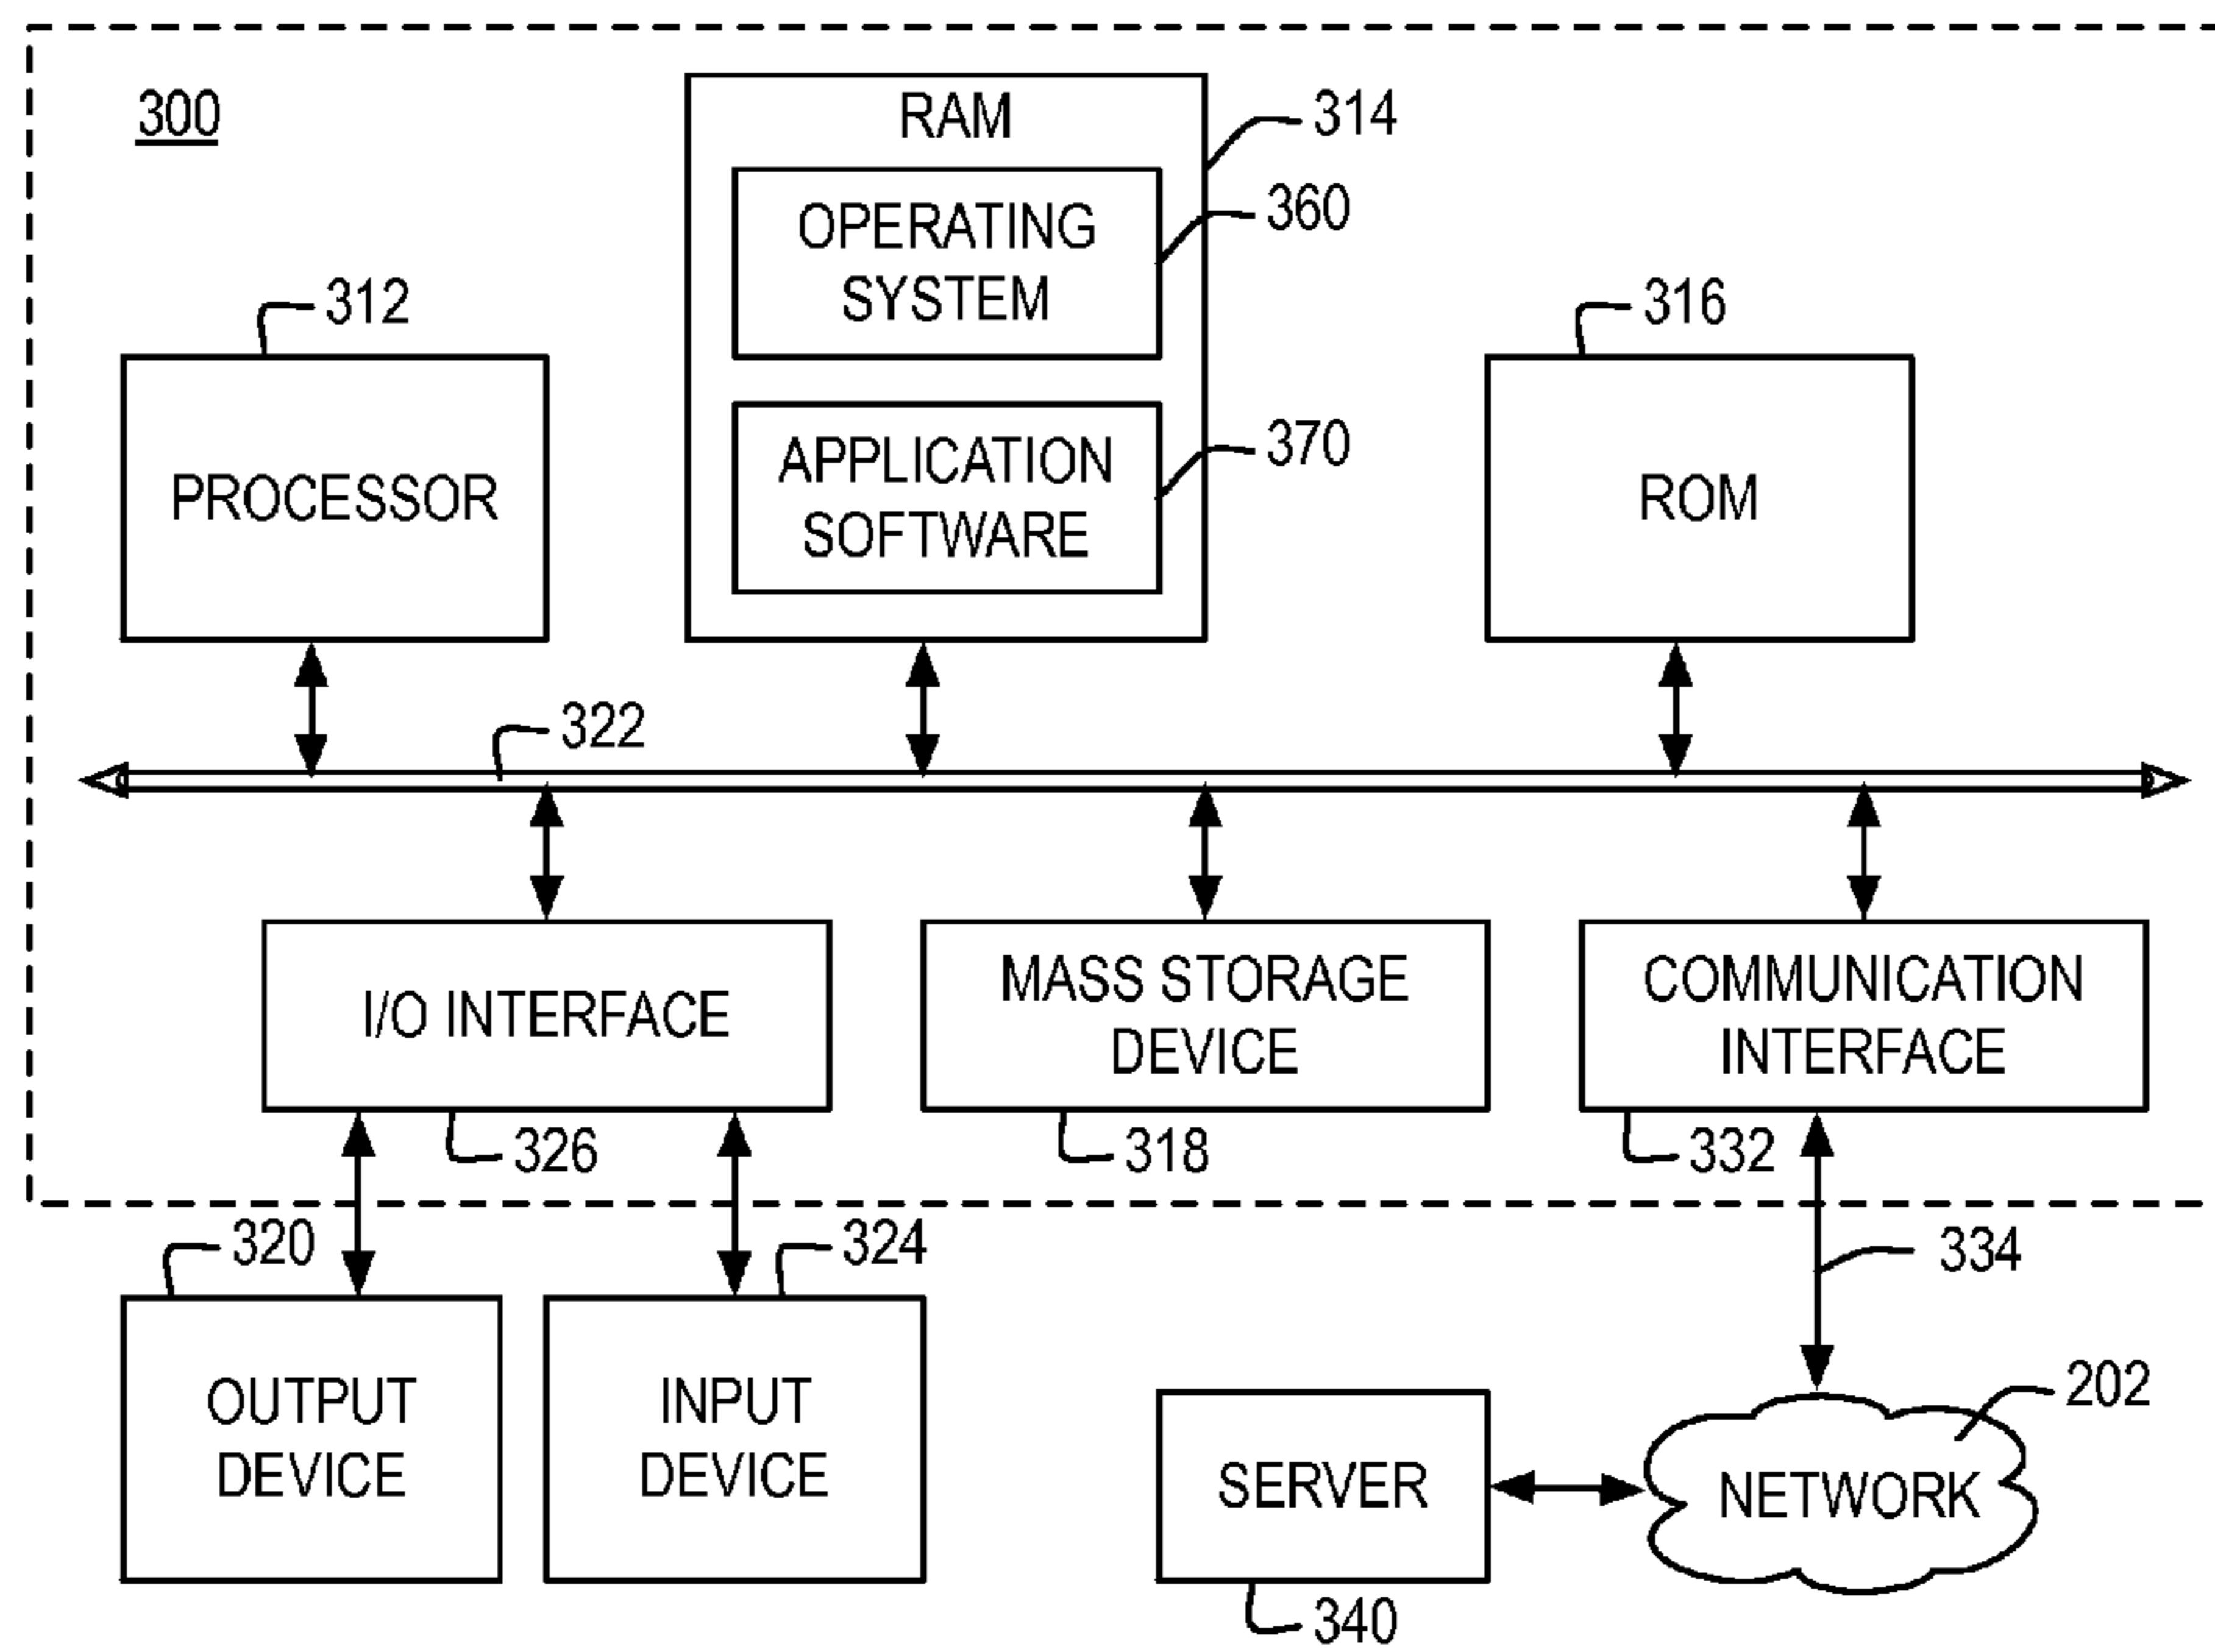 300
RAM
314
OPERATING
SYSTEM
360
312
316
APPLICATION
SOFTWARE
370
PROCESSOR
ROM
322
I/O INTERFACE
MASS STORAGE
DEVICE
COMMUNICATION
INTERFACE
326
318
332
320
324
334
OUTPUT
DEVICE
INPUT
DEVICE
202
SERVER
NETWORK
340